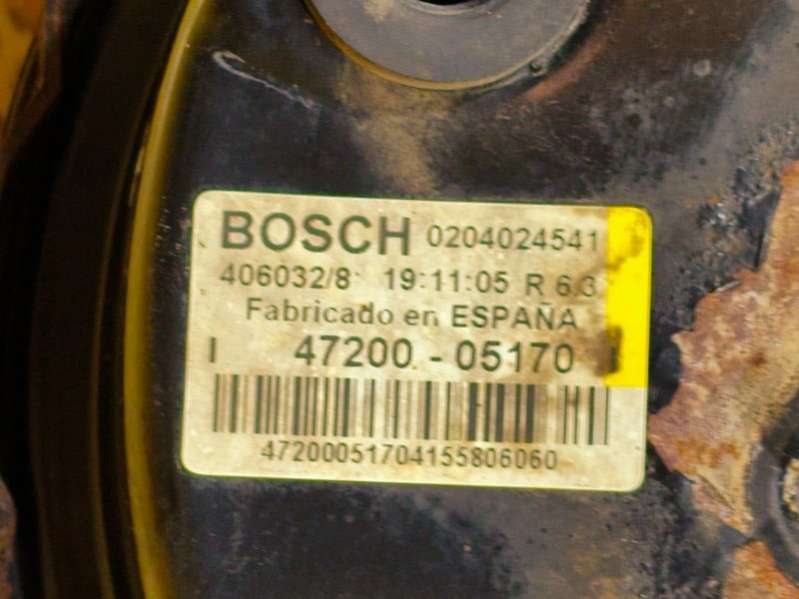 BOSCH 0204024541
406032/8 19:11:05 R 6.3
Fabricado en ESPAÑA
47200 - 05170
47200051704155806060